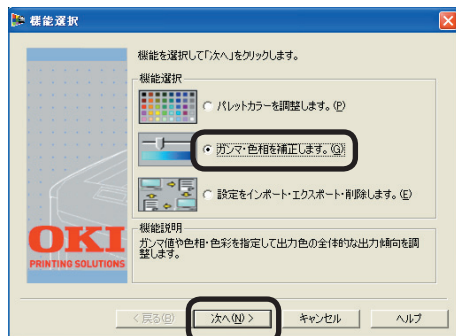 機能選択
機能を選択して「次へ」をクリックします。
機能選択
パレットカラーを調整します。(P)
ガンマ・色相を補正します。(G)
設定をインポート・エクスポート・削除します。(E)
機能説明
ガンマ値や色相・色彩を指定して出力色の全体的な出力傾向を調
整します。
OKI
PRINTING SOLUTIONS
< 戻る(B)
次へ(N) >
キャンセル
ヘルプ